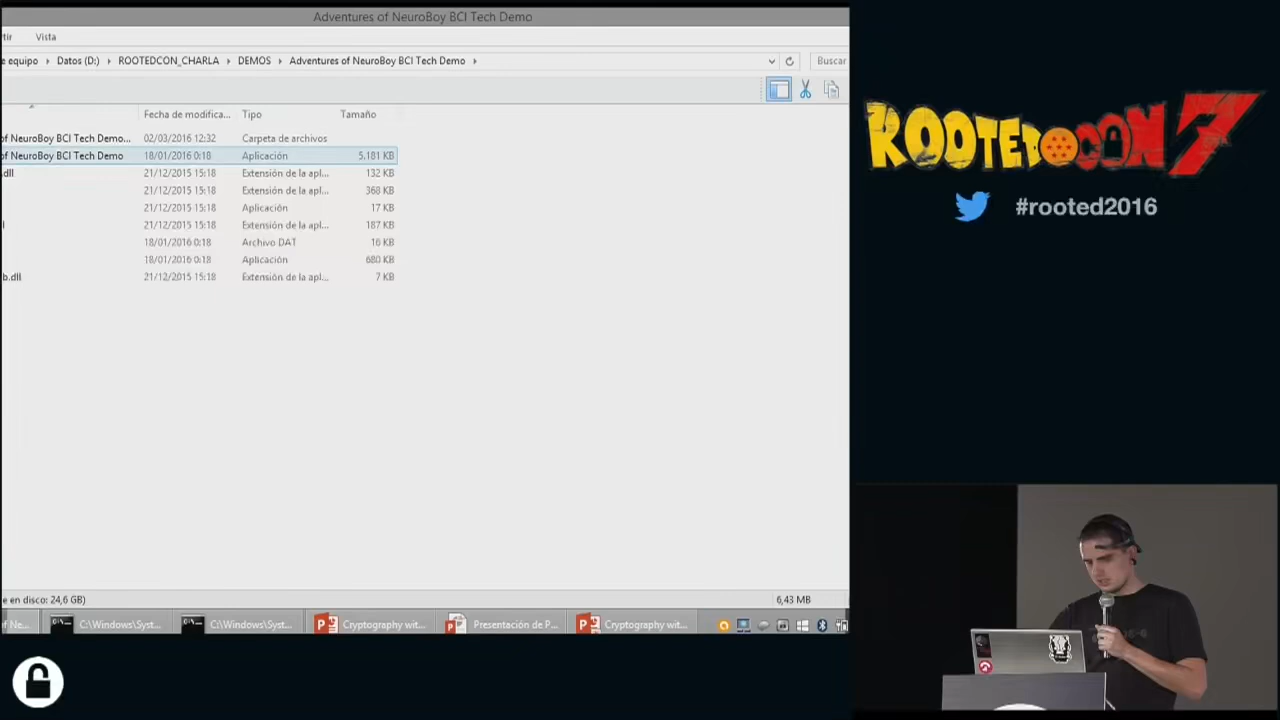 Adventures of NeuroBoy BCI Tech Demo
rtir Vista
e equipo Datos (D:) ROOTEDCON_CHARLA DEMOS Adventures of NeuroBoy BCI Tech Demo Buscar
Fecha de modifica... Tipo Tamaño
of NeuroBoy BCI Tech Demo... 02/03/2016 12:32 Carpeta de archivos
of NeuroBoy BCI Tech Demo 18/01/2016 0:18 Aplicación 5.181 KB
.dll 21/12/2015 15:18 Extensión de la apl... 132 KB
21/12/2015 15:18 Extensión de la apl... 368 KB
21/12/2015 15:18 Aplicación 17 KB
l 21/12/2015 15:18 Extensión de la apl... 187 KB
18/01/2016 0:18 Archivo DAT 16 KB
18/01/2016 0:18 Aplicación 680 KB
b.dll 21/12/2015 15:18 Extensión de la apl... 7 KB
e en disco: 24,6 GB) 6,43 MB
of Ne... C:\Windows\Syst... C:\Windows\Syst... Cryptography wit... Presentación de P... Cryptography wit...
ROOTEDCON 7
#rooted2016